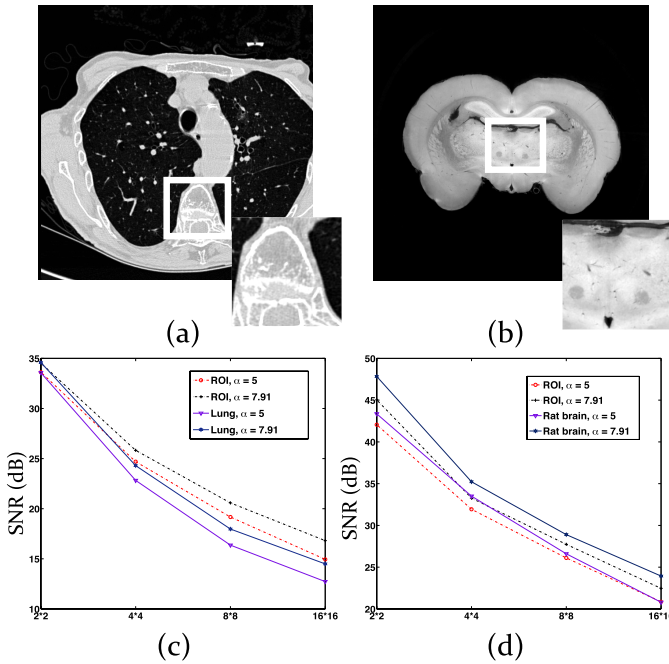 (a)
(b)
35
30
25
20
15
10
SNR (dB)
ROI, α = 5
ROI, α = 7.91
Lung, α = 5
Lung, α = 7.91
2*2
4*4
8*8
16*16
(c)
50
45
40
35
30
25
20
SNR (dB)
ROI, α = 5
ROI, α = 7.91
Rat brain, α = 5
Rat brain, α = 7.91
2*2
4*4
8*8
16*16
(d)